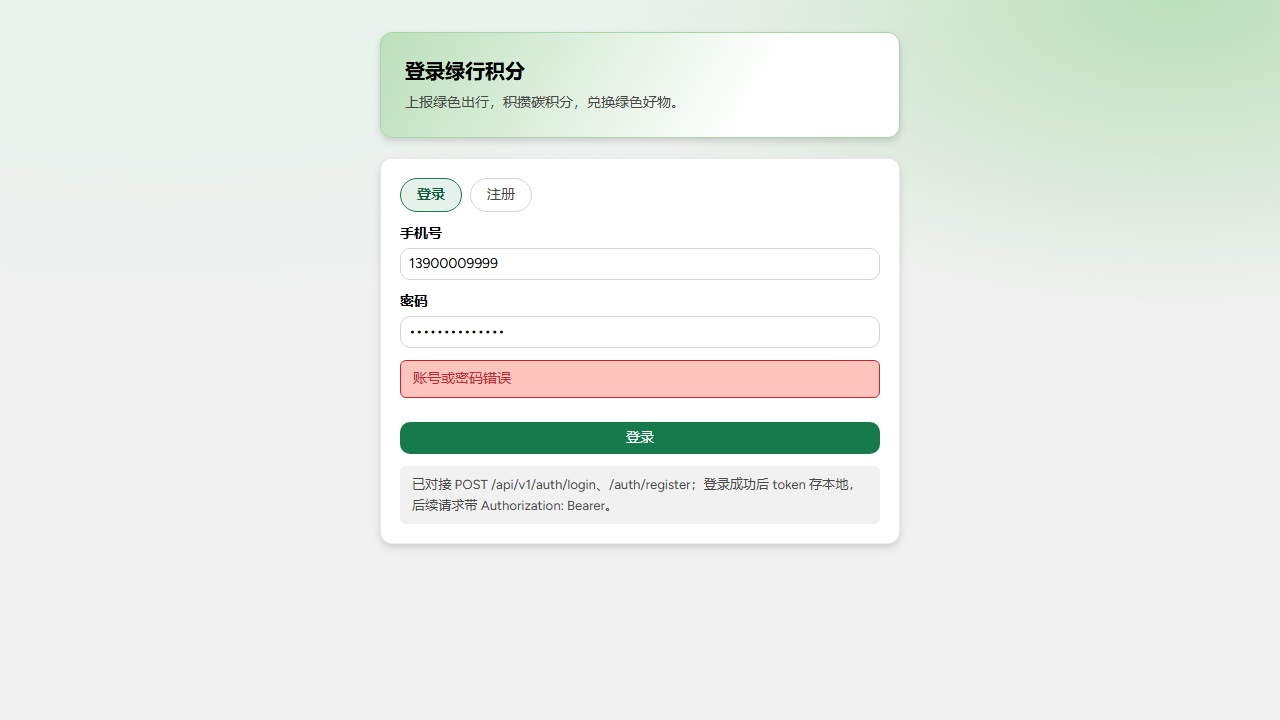 登录绿行积分
上报绿色出行，积攒碳积分，兑换绿色好物。
登录
注册
手机号
13900009999
密码
••••••••••••••
账号或密码错误
登录
已对接 POST /api/v1/auth/login、/auth/register；登录成功后 token 存本地，
后续请求带 Authorization: Bearer。